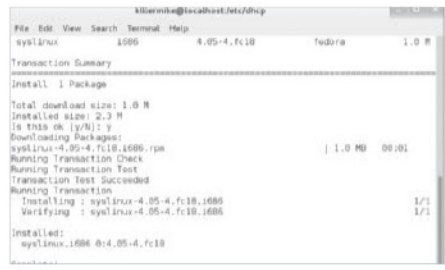 killermike@localhost:/etc/dhcp
File Edit View Search Terminal Help
syslinux i686 4.05-4.fc18 fedora 1.0 M
Transaction Summary
Install 1 Package
Total download size: 1.0 M
Installed size: 2.3 M
Is this ok [y/N]: y
Downloading Packages:
syslinux-4.05-4.fc18.i686.rpm | 1.0 MB 00:01
Running Transaction Check
Running Transaction Test
Transaction Test Succeeded
Running Transaction
Installing : syslinux-4.05-4.fc18.i686 1/1
Verifying : syslinux-4.05-4.fc18.i686 1/1
Installed:
syslinux.i686 0:4.05-4.fc18